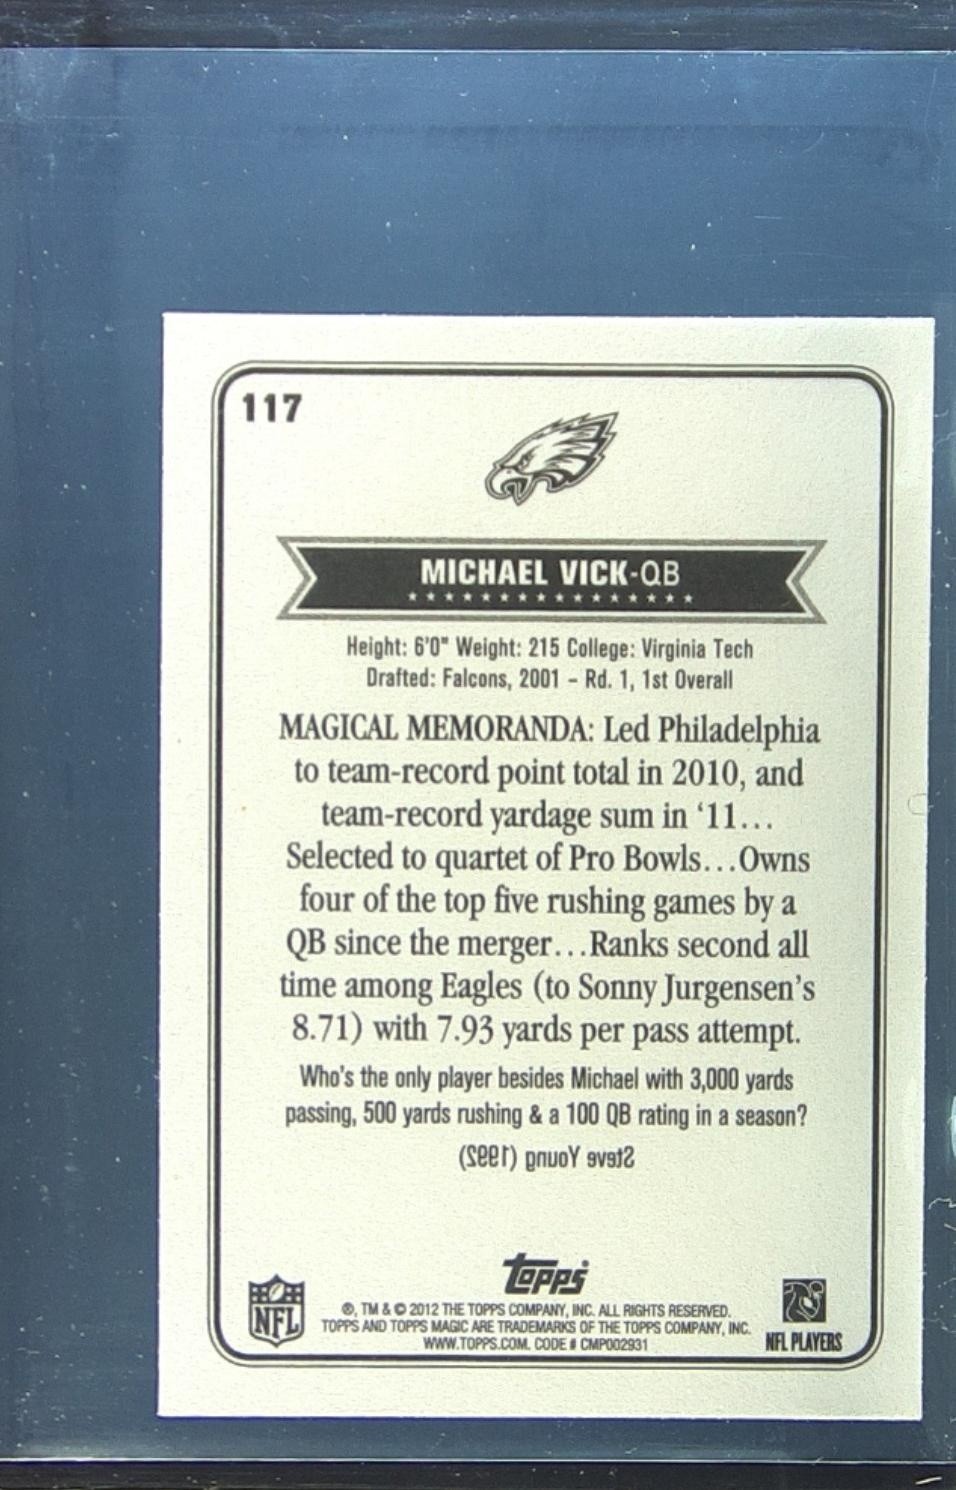 117
MICHAEL VICK-QB
Height: 6'0" Weight: 215 College: Virginia Tech
Drafted: Falcons, 2001 – Rd. 1, 1st Overall
MAGICAL MEMORANDA: Led Philadelphia
to team-record point total in 2010, and
team-record yardage sum in ‘11...
Selected to quartet of Pro Bowls...Owns
four of the top five rushing games by a
QB since the merger...Ranks second all
time among Eagles (to Sonny Jurgensen’s
8.71) with 7.93 yards per pass attempt.
Who's the only player besides Michael with 3,000 yards
passing, 500 yards rushing & a 100 QB rating in a season?
Steve Young (1992)
topps
NFL
®, TM & © 2012 THE TOPPS COMPANY, INC. ALL RIGHTS RESERVED.
TOPPS AND TOPPS MAGIC ARE TRADEMARKS OF THE TOPPS COMPANY, INC.
WWW.TOPPS.COM. CODE # CMP002931
NFL PLAYERS